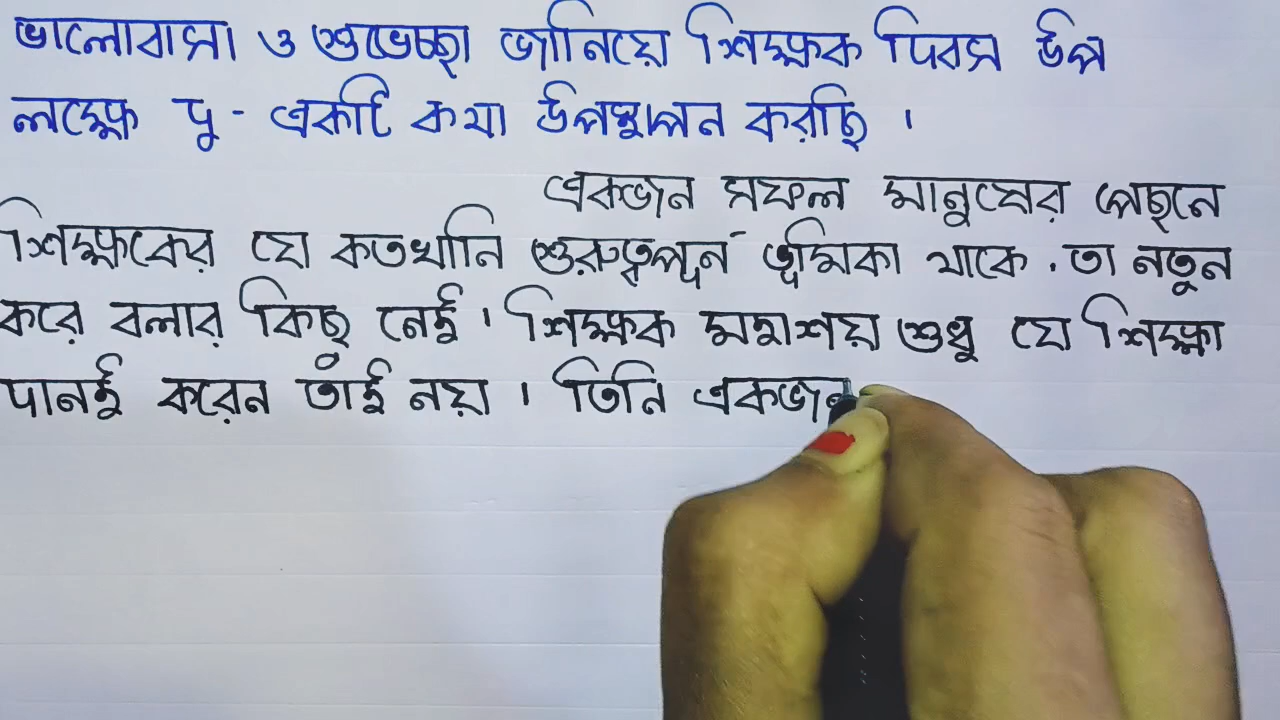 ভালোবাসা ও শুভেচ্ছা জানিয়ে শিক্ষক দিবস উপ
লক্ষ্যে দু - একটি কথা উপস্থাপন করছি ।
একজন সফল মানুষের পেছনে
শিক্ষকের যে কতখানি গুরুত্বপূর্ন ভূমিকা থাকে . তা নতুন
করে বলার কিছু নেই । শিক্ষক মহাশয় শুধু যে শিক্ষা
দানই করেন তাঁই নয় । তিনি একজন